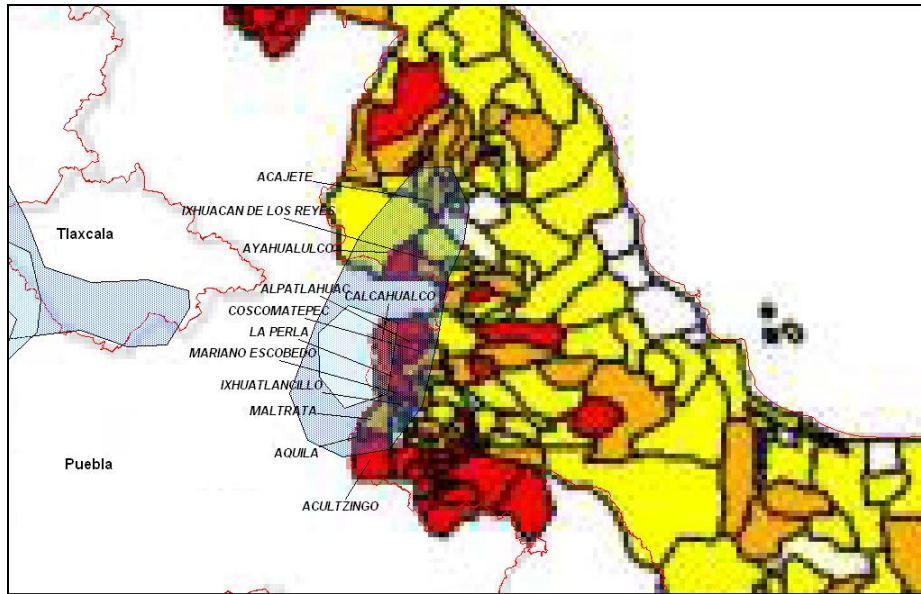 ACAJETE
IXHUACAN DE LOS REYES
Tlaxcala
AYAHUALULCO
ALPATLAHUAC
CALCAHUALCO
COSCOMATEPEC
LA PERLA
MARIANO ESCOBEDO
IXHUATLANCILLO
MALTRATA
AQUILA
Puebla
ACULTZINGO